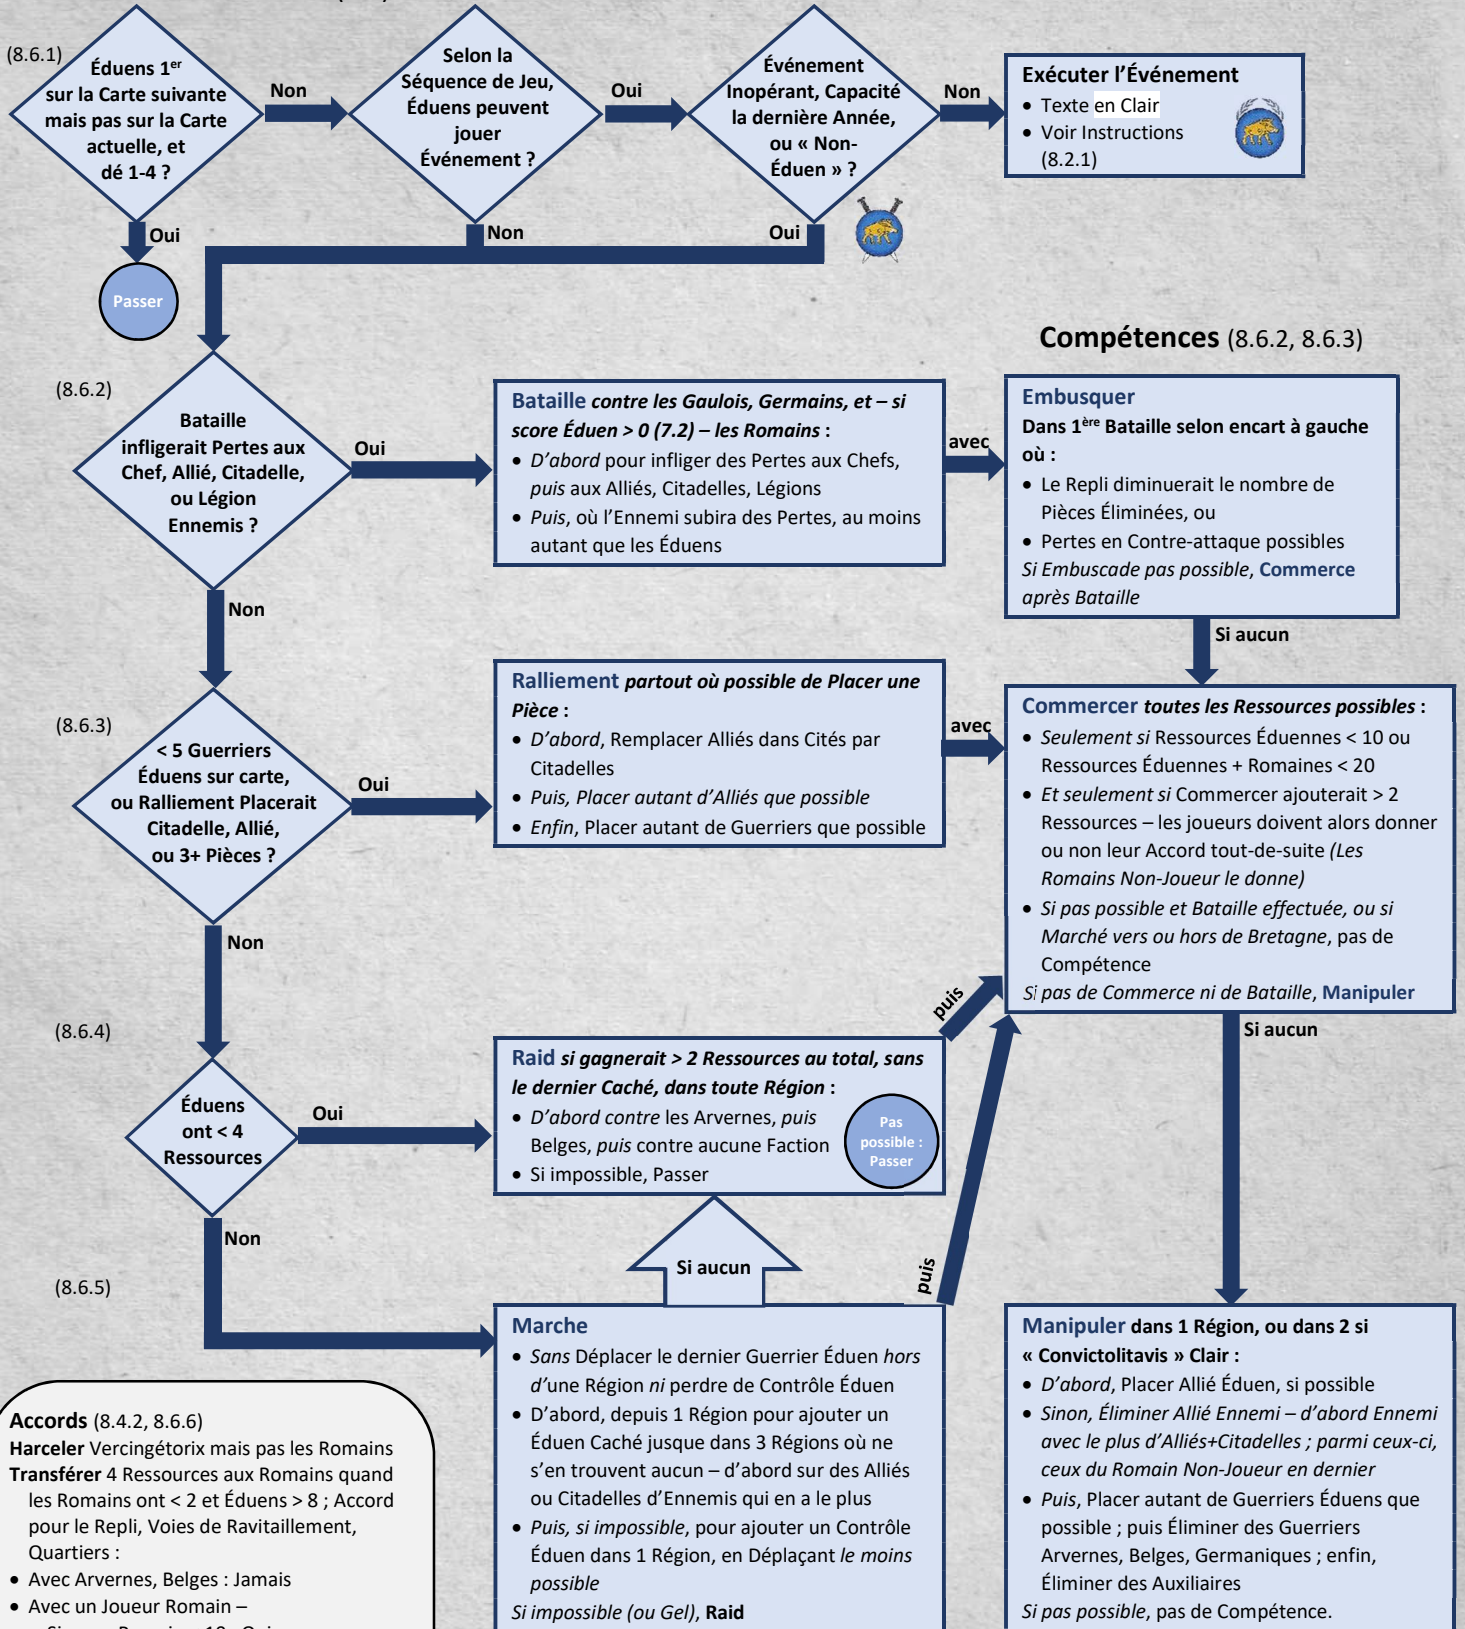 (8.6.1)
Éduens 1er
sur la Carte suivante
mais pas sur la Carte
actuelle, et
dé 1-4 ?
Non
Selon la
Séquence de Jeu,
Éduens peuvent
jouer
Événement ?
Oui
Événement
Inopérant, Capacité
la dernière Année,
ou « Non-
Éduen » ?
Non
Exécuter l’Événement
• Texte en Clair
• Voir Instructions
(8.2.1)
Oui
Non
Oui
Passer
Compétences (8.6.2, 8.6.3)
(8.6.2)
Bataille
infligerait Pertes aux
Chef, Allié, Citadelle,
ou Légion
Ennemis ?
Oui
Bataille contre les Gaulois, Germains, et – si
score Éduen > 0 (7.2) – les Romains :
• D’abord pour infliger des Pertes aux Chefs,
puis aux Alliés, Citadelles, Légions
• Puis, où l’Ennemi subira des Pertes, au moins
autant que les Éduens
avec
Embusquer
Dans 1ère Bataille selon encart à gauche
où :
• Le Repli diminuerait le nombre de
Pièces Éliminées, ou
• Pertes en Contre-attaque possibles
Si Embuscade pas possible, Commerce
après Bataille
Non
Si aucun
(8.6.3)
< 5 Guerriers
Éduens sur carte,
ou Ralliement Placerait
Citadelle, Allié,
ou 3+ Pièces ?
Oui
Ralliement partout où possible de Placer une
Pièce :
• D’abord, Remplacer Alliés dans Cités par
Citadelles
• Puis, Placer autant d’Alliés que possible
• Enfin, Placer autant de Guerriers que possible
avec
Commercer toutes les Ressources possibles :
• Seulement si Ressources Éduennes < 10 ou
Ressources Éduennes + Romaines < 20
• Et seulement si Commercer ajouterait > 2
Ressources – les joueurs doivent alors donner
ou non leur Accord tout-de-suite (Les
Romains Non-Joueur le donne)
• Si pas possible et Bataille effectuée, ou si
Marché vers ou hors de Bretagne, pas de
Compétence
Si pas de Commerce ni de Bataille, Manipuler
Non
Si aucun
(8.6.4)
Éduens
ont < 4
Ressources
Oui
Raid si gagnerait > 2 Ressources au total, sans
le dernier Caché, dans toute Région :
• D’abord contre les Arvernes, puis
Belges, puis contre aucune Faction
• Si impossible, Passer
Pas
possible :
Passer
puis
Non
Si aucun
puis
(8.6.5)
Marche
• Sans Déplacer le dernier Guerrier Éduen hors
d’une Région ni perdre de Contrôle Éduen
• D’abord, depuis 1 Région pour ajouter un
Éduen Caché jusque dans 3 Régions où ne
s’en trouvent aucun – d’abord sur des Alliés
ou Citadelles d’Ennemis qui en a le plus
• Puis, si impossible, pour ajouter un Contrôle
Éduen dans 1 Région, en Déplaçant le moins
possible
Si impossible (ou Gel), Raid
Manipuler dans 1 Région, ou dans 2 si
« Convictolitavis » Clair :
• D’abord, Placer Allié Éduen, si possible
• Sinon, Éliminer Allié Ennemi – d’abord Ennemi
avec le plus d’Alliés+Citadelles ; parmi ceux-ci,
ceux du Romain Non-Joueur en dernier
• Puis, Placer autant de Guerriers Éduens que
possible ; puis Éliminer des Guerriers
Arvernes, Belges, Germaniques ; enfin,
Éliminer des Auxiliaires
Si pas possible, pas de Compétence.
Accords (8.4.2, 8.6.6)
Harceler Vercingétorix mais pas les Romains
Transférer 4 Ressources aux Romains quand
les Romains ont < 2 et Éduens > 8 ; Accord
pour le Repli, Voies de Ravitaillement,
Quartiers :
• Avec Arvernes, Belges : Jamais
• Avec un Joueur Romain –